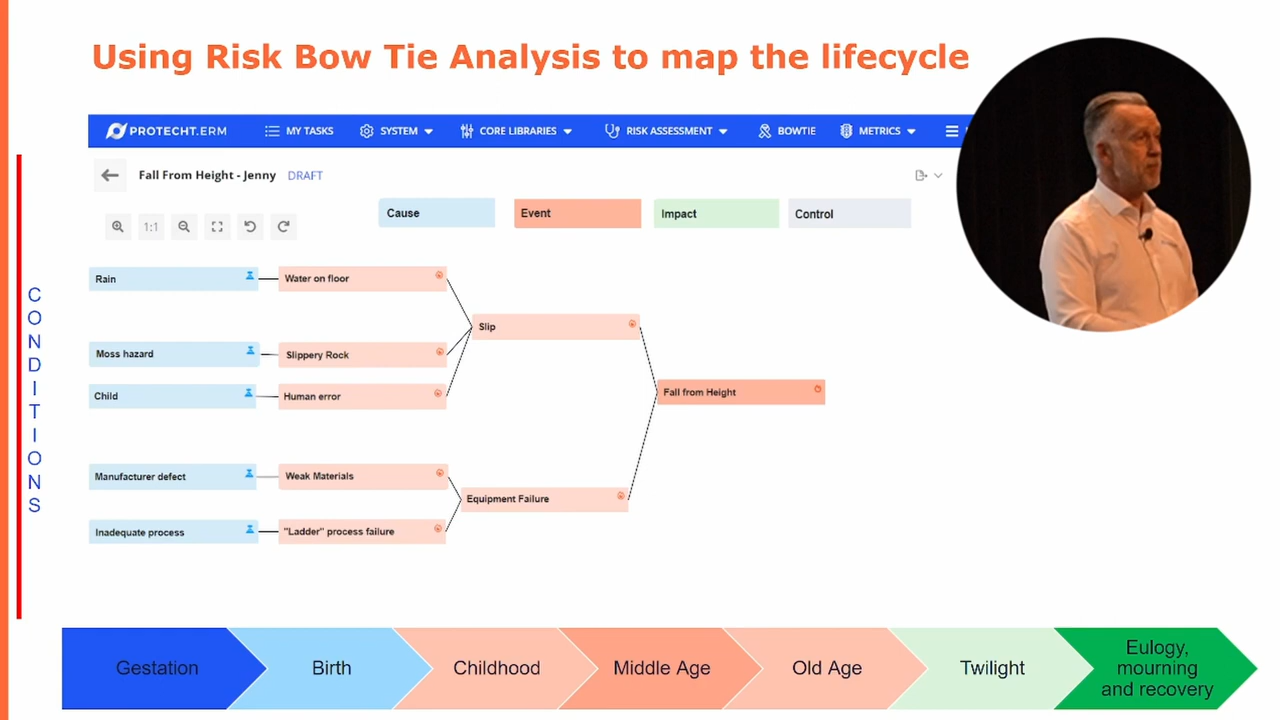 Using Risk Bow Tie Analysis to map the lifecycle
PROTECHT.ERM
MY TASKS
SYSTEM
CORE LIBRARIES
RISK ASSESSMENT
BOWTIE
METRICS
Fall From Height - Jenny
DRAFT
1:1
Cause
Event
Impact
Control
CONDITIONS
Rain
Water on floor
Slip
Moss hazard
Slippery Rock
Child
Human error
Fall from Height
Manufacturer defect
Weak Materials
Equipment Failure
Inadequate process
"Ladder" process failure
Gestation
Birth
Childhood
Middle Age
Old Age
Twilight
Eulogy,
mourning
and recovery